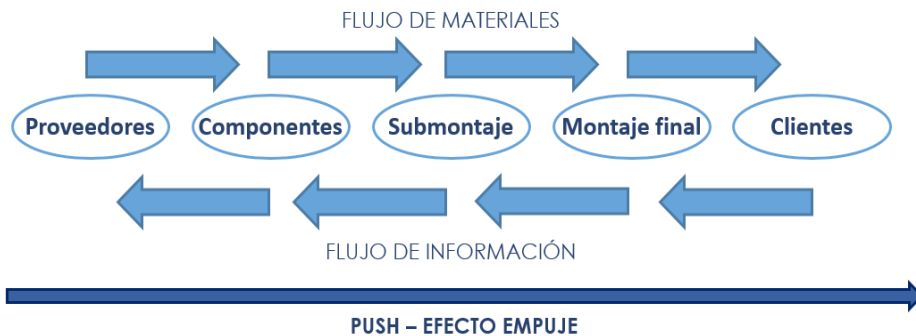 FLUJO DE MATERIALES
Proveedores
Componentes
Submontaje
Montaje final
Clientes
FLUJO DE INFORMACIÓN
PUSH – EFECTO EMPUJE